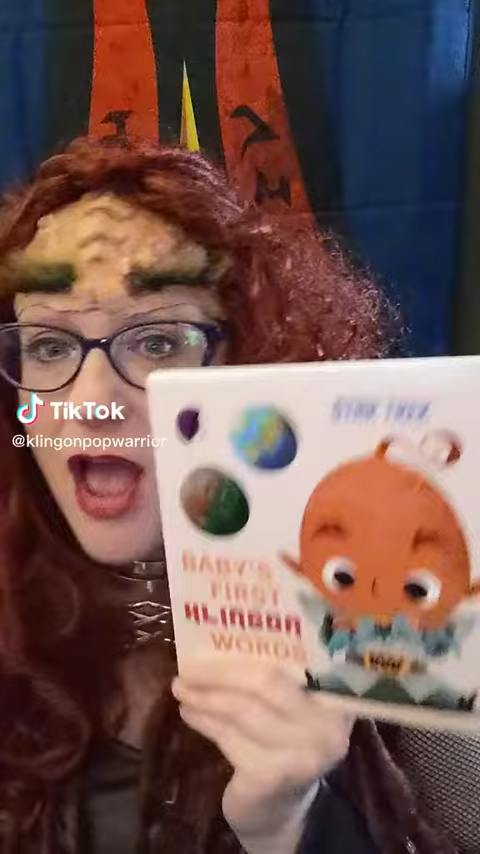 TikTok
@klingonpopwarrior
STAR TREK
BABY'S
FIRST
KLINGON
WORDS